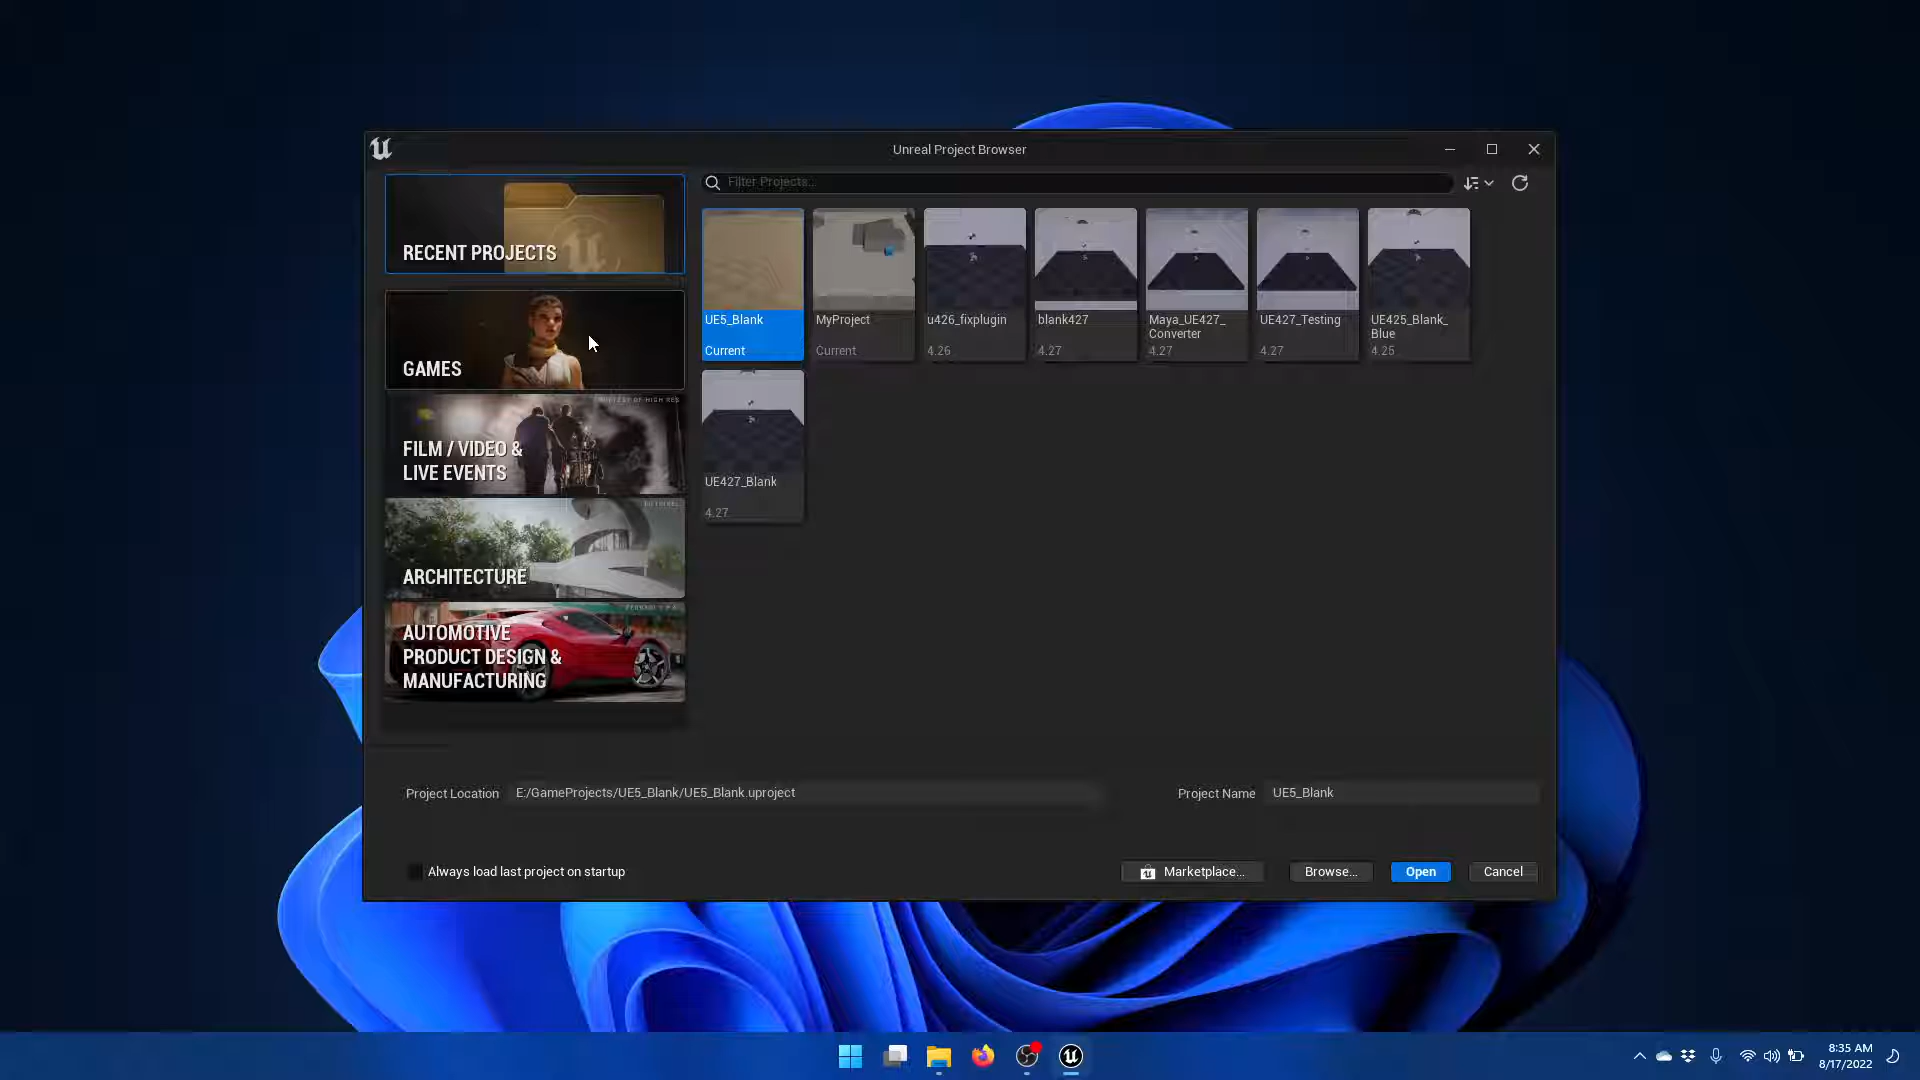 Unreal Project Browser
RECENT PROJECTS
GAMES
FILM / VIDEO &
LIVE EVENTS
ARCHITECTURE
AUTOMOTIVE
PRODUCT DESIGN &
MANUFACTURING
Filter Projects...
UE5_Blank
Current
MyProject
Current
u426_fixplugin
4.26
blank427
4.27
Maya_UE427_
Converter
4.27
UE427_Testing
4.27
UE425_Blank_
Blue
4.25
UE427_Blank
4.27
Project Location
E:/GameProjects/UE5_Blank/UE5_Blank.uproject
Project Name
UE5_Blank
Always load last project on startup
Marketplace...
Browse...
Open
Cancel
8:35 AM
8/17/2022